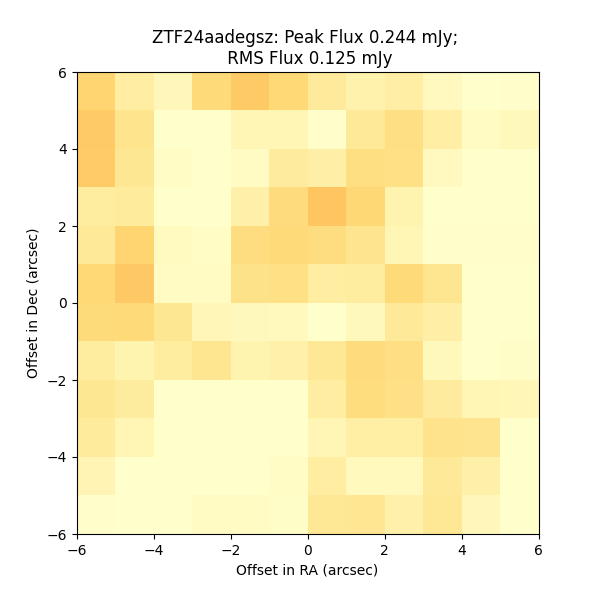 ZTF24aadegsz: Peak Flux 0.244 mJy;
RMS Flux 0.125 mJy
6
4
2
0
−2
−4
−6
Offset in Dec (arcsec)
−6 −4 −2 0 2 4 6
Offset in RA (arcsec)